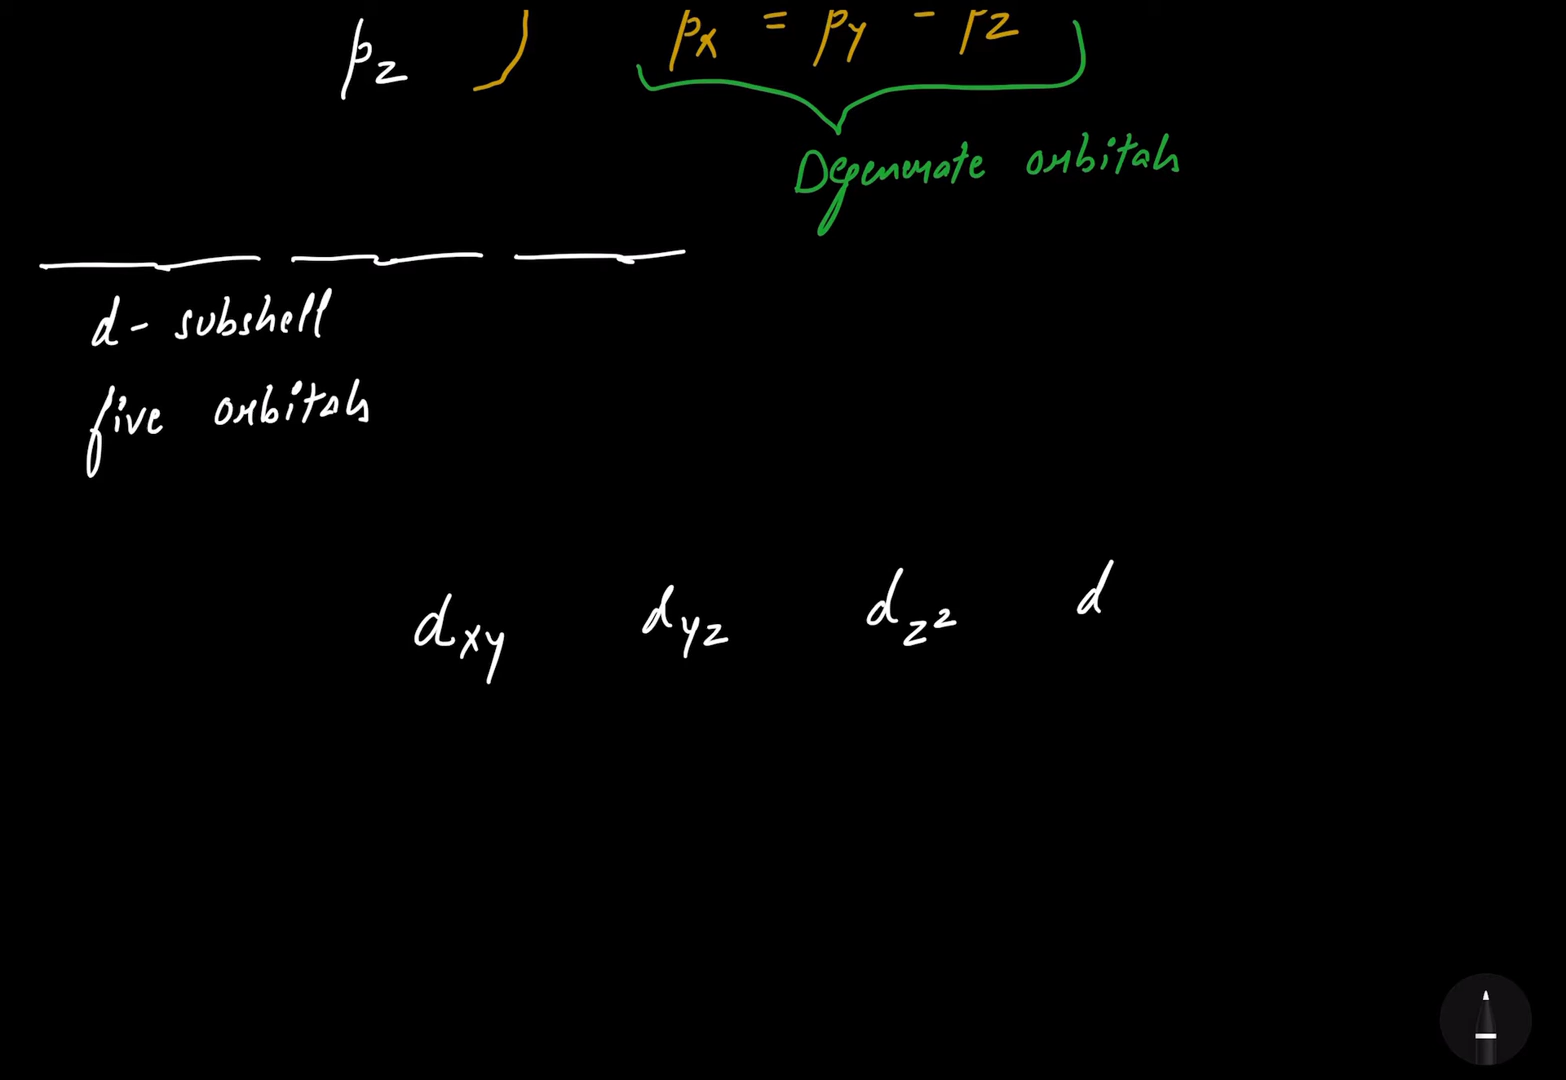 pz px = py = pz
Degenerate orbitals
d- subshell
five orbitals
dxy dyz dz² d